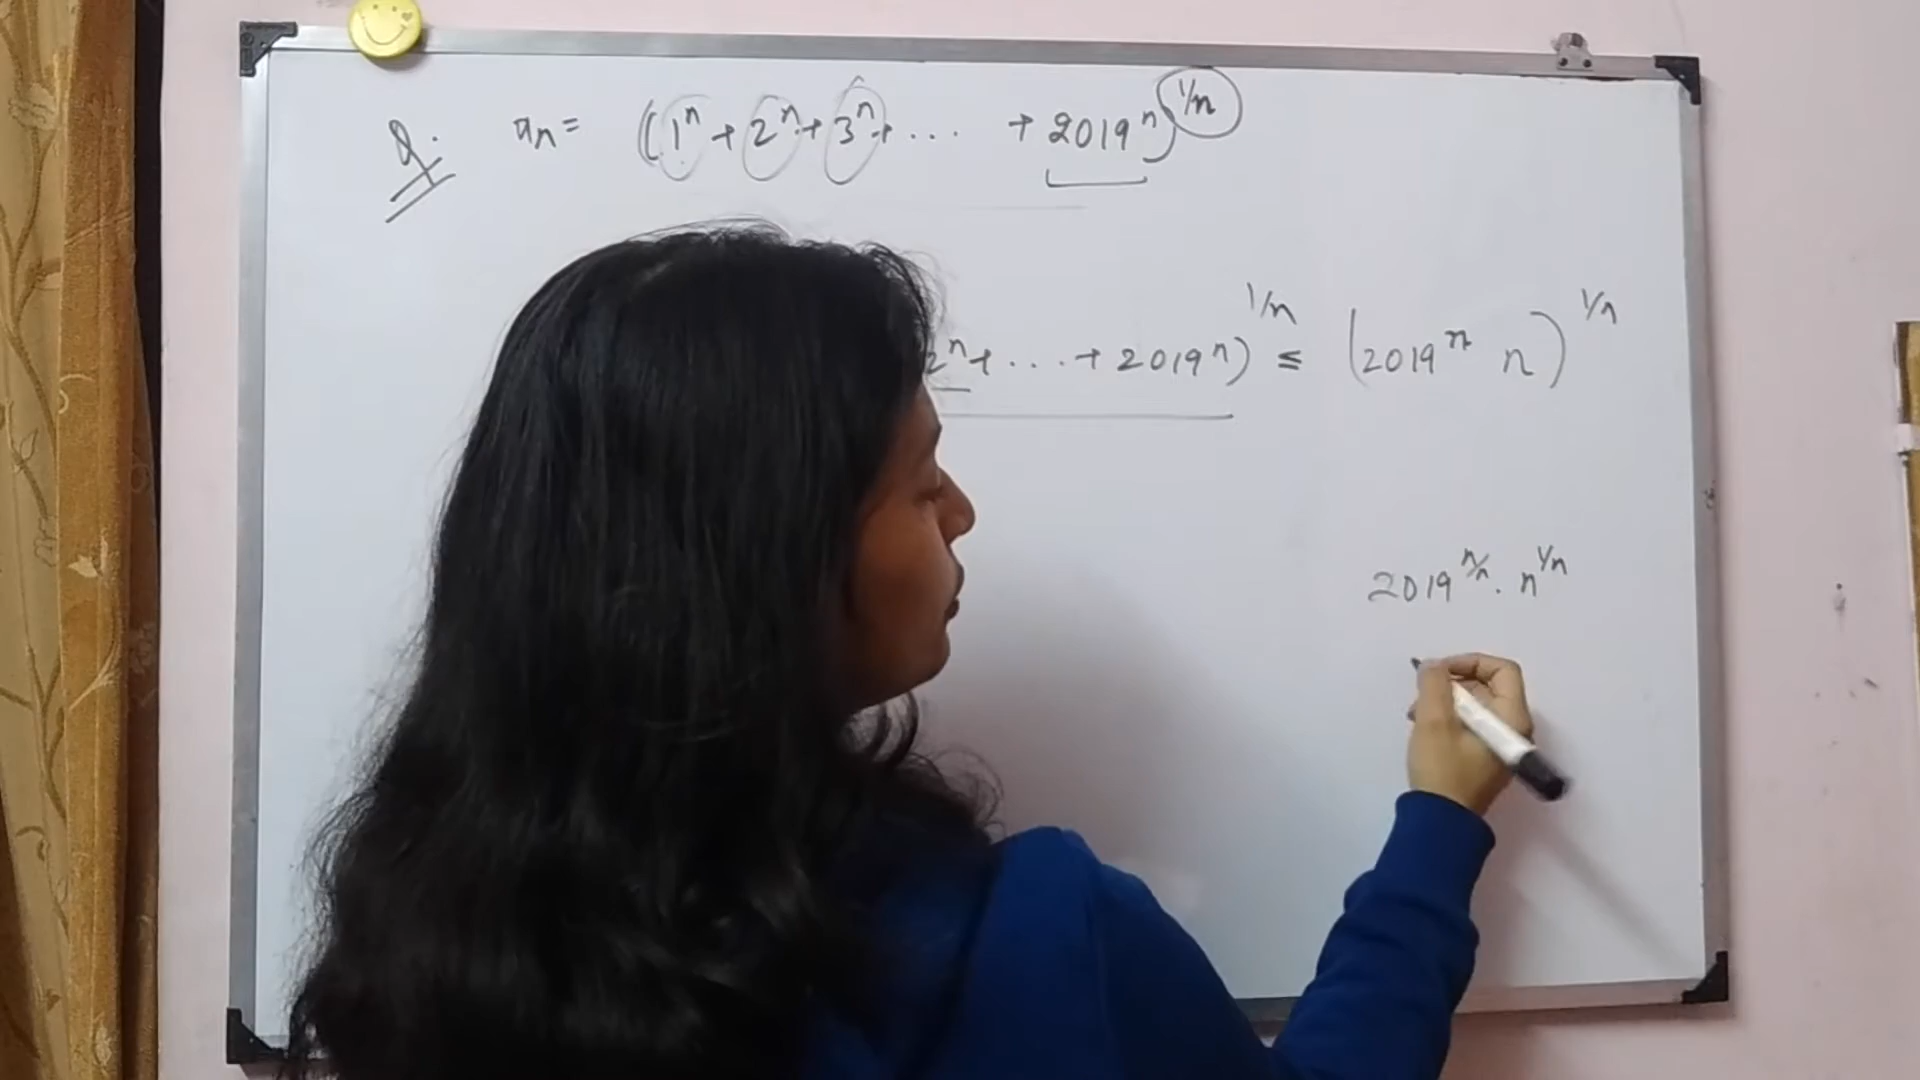 Q. aₙ = (1ⁿ + 2ⁿ + 3ⁿ + ... + 2019ⁿ)^{1/n}
2ⁿ + ... + 2019ⁿ)^{1/n} ≤ (2019ⁿ n)^{1/n}
2019^{n/n} . n^{1/n}